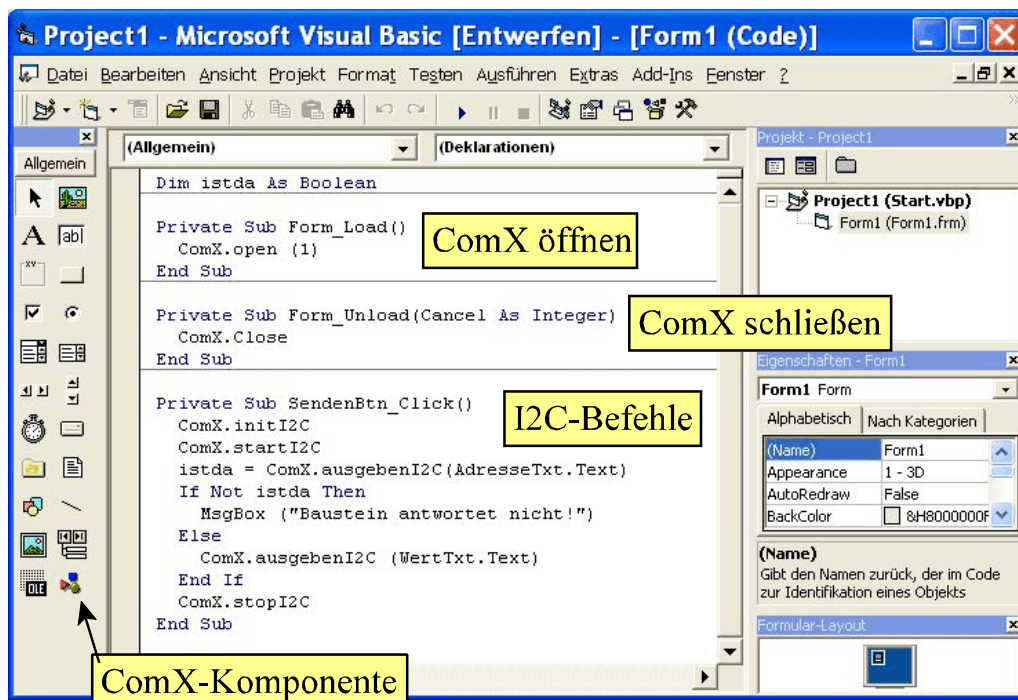 Project1 - Microsoft Visual Basic [Entwerfen] - [Form1 (Code)]
Datei Bearbeiten Ansicht Projekt Format Testen Ausführen Extras Add-Ins Fenster ?
Allgemein
(Allgemein)
(Deklarationen)
A
ab|
xv
OLE
Dim istda As Boolean
Private Sub Form_Load()
ComX.open (1)
End Sub
ComX öffnen
Private Sub Form_Unload(Cancel As Integer)
ComX.Close
End Sub
ComX schließen
Private Sub SendenBtn_Click()
ComX.initI2C
ComX.startI2C
istda = ComX.ausgebenI2C(AdresseTxt.Text)
If Not istda Then
MsgBox ("Baustein antwortet nicht!")
Else
ComX.ausgebenI2C (WertTxt.Text)
End If
ComX.stopI2C
End Sub
I2C-Befehle
ComX-Komponente
Projekt - Project1
Project1 (Start.vbp)
Form1 (Form1.frm)
Eigenschaften - Form1
Form1 Form
Alphabetisch Nach Kategorien
(Name) Form1
Appearance 1 - 3D
AutoRedraw False
BackColor &H8000000F
(Name)
Gibt den Namen zurück, der im Code
zur Identifikation eines Objekts
Formular-Layout